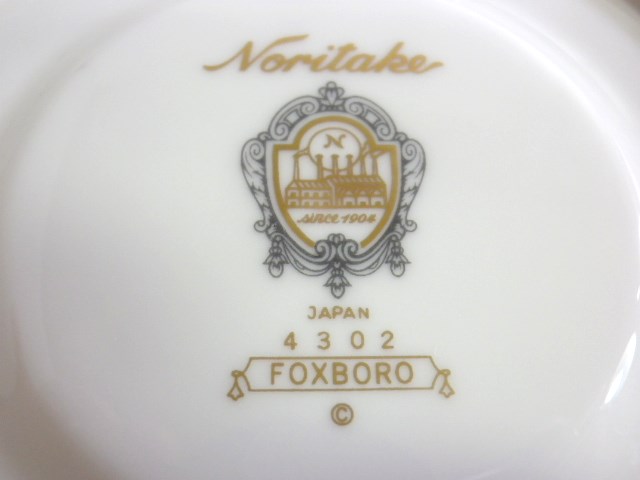 Noritake
N
since 1904
JAPAN
4302
FOXBORO
©